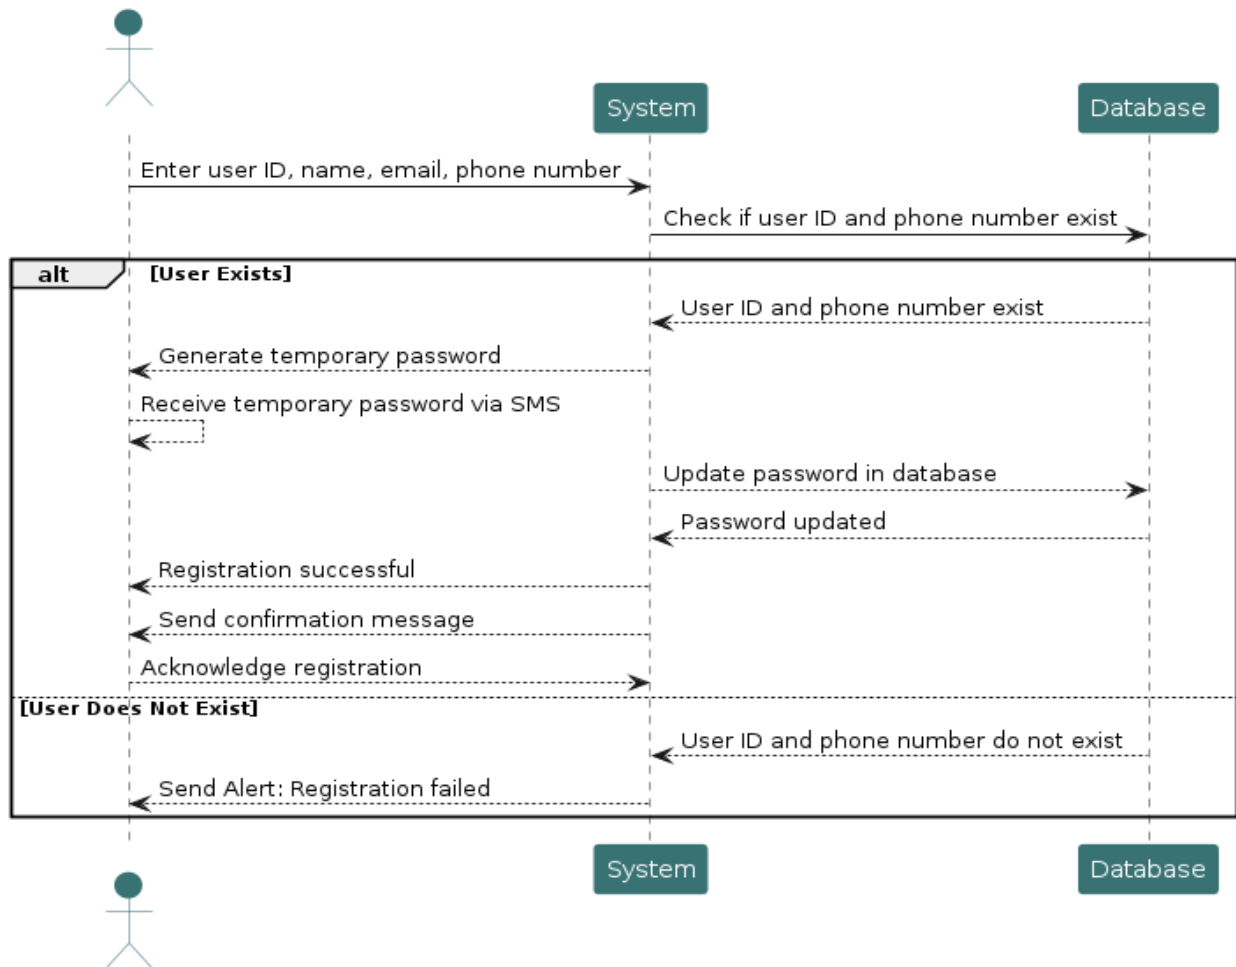 System
Database
Enter user ID, name, email, phone number
Check if user ID and phone number exist
alt
[User Exists]
User ID and phone number exist
Generate temporary password
Receive temporary password via SMS
Update password in database
Password updated
Registration successful
Send confirmation message
Acknowledge registration
[User Does Not Exist]
User ID and phone number do not exist
Send Alert: Registration failed
System
Database